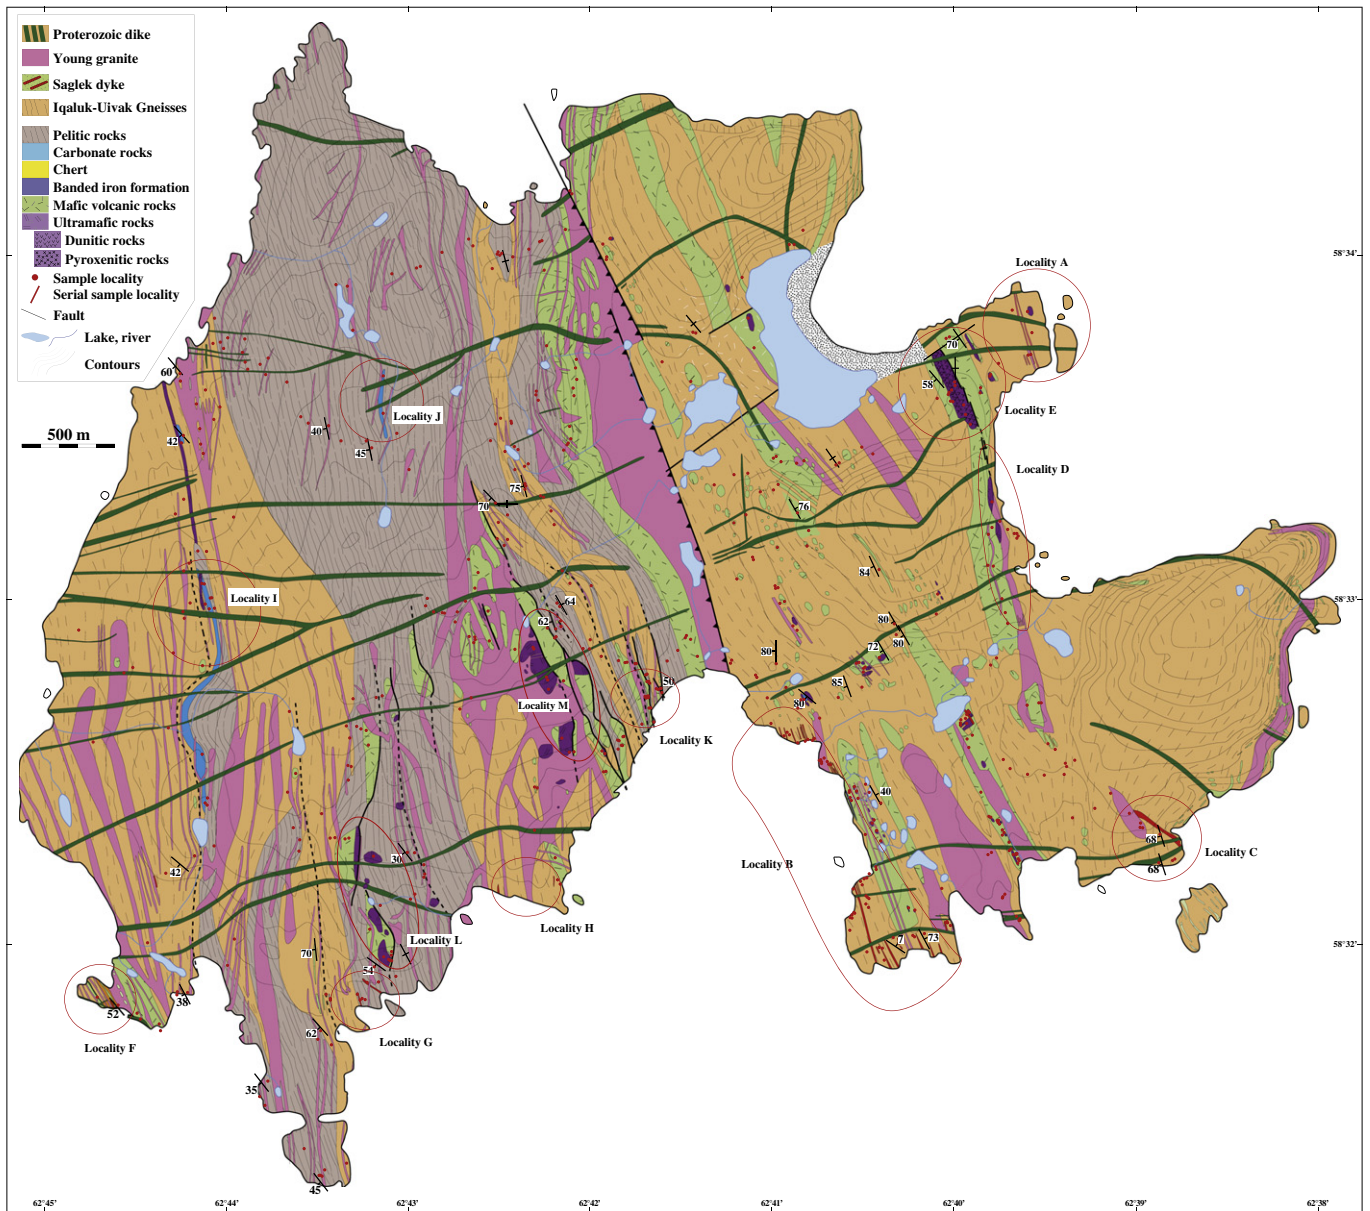 Proterozoic dike
Young granite
Saglek dyke
Iqaluk-Uivak Gneisses
Pelitic rocks
Carbonate rocks
Chert
Banded iron formation
Mafic volcanic rocks
Ultramafic rocks
Dunitic rocks
Pyroxenitic rocks
Sample locality
Serial sample locality
Fault
Lake, river
Contours
500 m
58°34'
Locality A
70
58
60
Locality E
Locality J
42
40
45
Locality D
75
70
76
84
58°33'
Locality I
64
62
80
80
80
72
50
85
80
Locality M
Locality K
40
68
Locality C
68
Locality B
30
42
Locality H
Locality L
7
73
58°32'
70
54
38
52
62
Locality G
Locality F
35
45
62°45'
62°44'
62°43'
62°42'
62°41'
62°40'
62°39'
62°38'